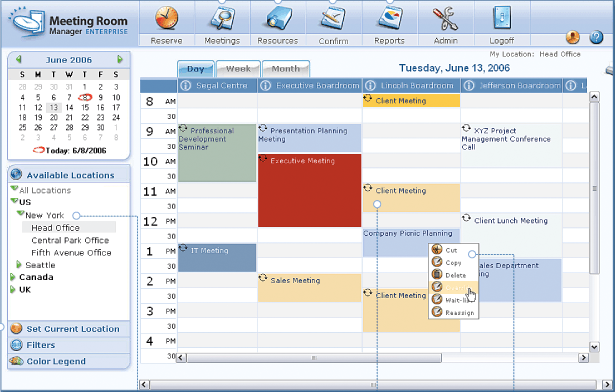 Meeting Room
Manager ENTERPRISE
Reserve
Meetings
Resources
Confirm
Reports
Admin
Logoff
My Location: Head Office
June 2006
S M T W T F S
28 29 30 31 1 2 3
4 5 6 7 8 9 10
11 12 13 14 15 16 17
18 19 20 21 22 23 24
25 26 27 28 29 30 1
2 3 4 5 6 7 8
Today: 6/8/2006
Available Locations
All Locations
US
New York
Head Office
Central Park Office
Fifth Avenue Office
Seattle
Canada
UK
Set Current Location
Filters
Color Legend
Day
Week
Month
Tuesday, June 13, 2006
Segal Centre
Executive Boardroom
Lincoln Boardroom
Jefferson Boardroom
8 AM
30
Client Meeting
9 AM
Professional
Development
Seminar
Presentation Planning
Meeting
XYZ Project
Management Conference
Call
30
10 AM
Executive Meeting
30
11 AM
Client Meeting
30
12 PM
Client Lunch Meeting
30
Company Picnic Planning
1 PM
IT Meeting
30
Sales Department
2 PM
Sales Meeting
30
Client Meeting
3 PM
30
4 PM
30
Cut
Copy
Delete
Reassign